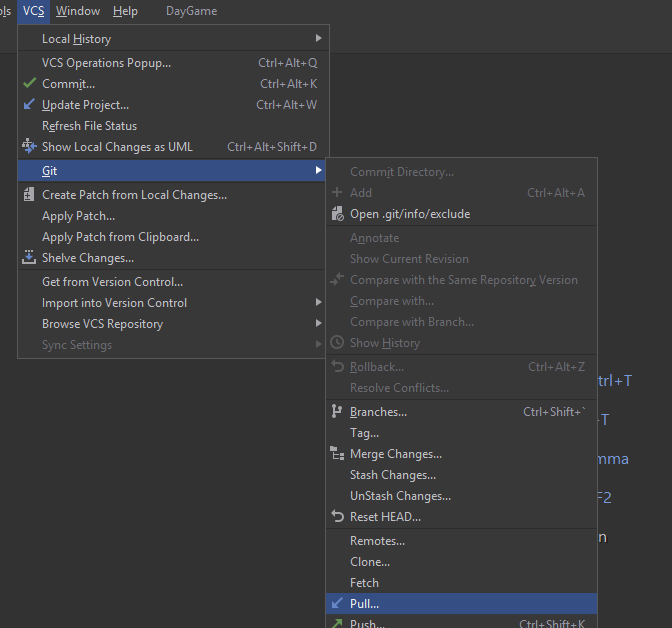 ols VCS Window Help DayGame
Local History
VCS Operations Popup... Ctrl+Alt+Q
Commit... Ctrl+Alt+K
Update Project... Ctrl+Alt+W
Refresh File Status
Show Local Changes as UML Ctrl+Alt+Shift+D
Git
Create Patch from Local Changes...
Apply Patch...
Apply Patch from Clipboard...
Shelve Changes...
Get from Version Control...
Import into Version Control
Browse VCS Repository
Sync Settings
Commit Directory...
Add Ctrl+Alt+A
Open .git/info/exclude
Annotate
Show Current Revision
Compare with the Same Repository Version
Compare with...
Compare with Branch...
Show History
Rollback... Ctrl+Alt+Z
Resolve Conflicts...
Branches... Ctrl+Shift+`
Tag...
Merge Changes...
Stash Changes...
UnStash Changes...
Reset HEAD...
Remotes...
Clone...
Fetch
Pull...
Push... Ctrl+Shift+K
trl+T
+T
mma
F2
n